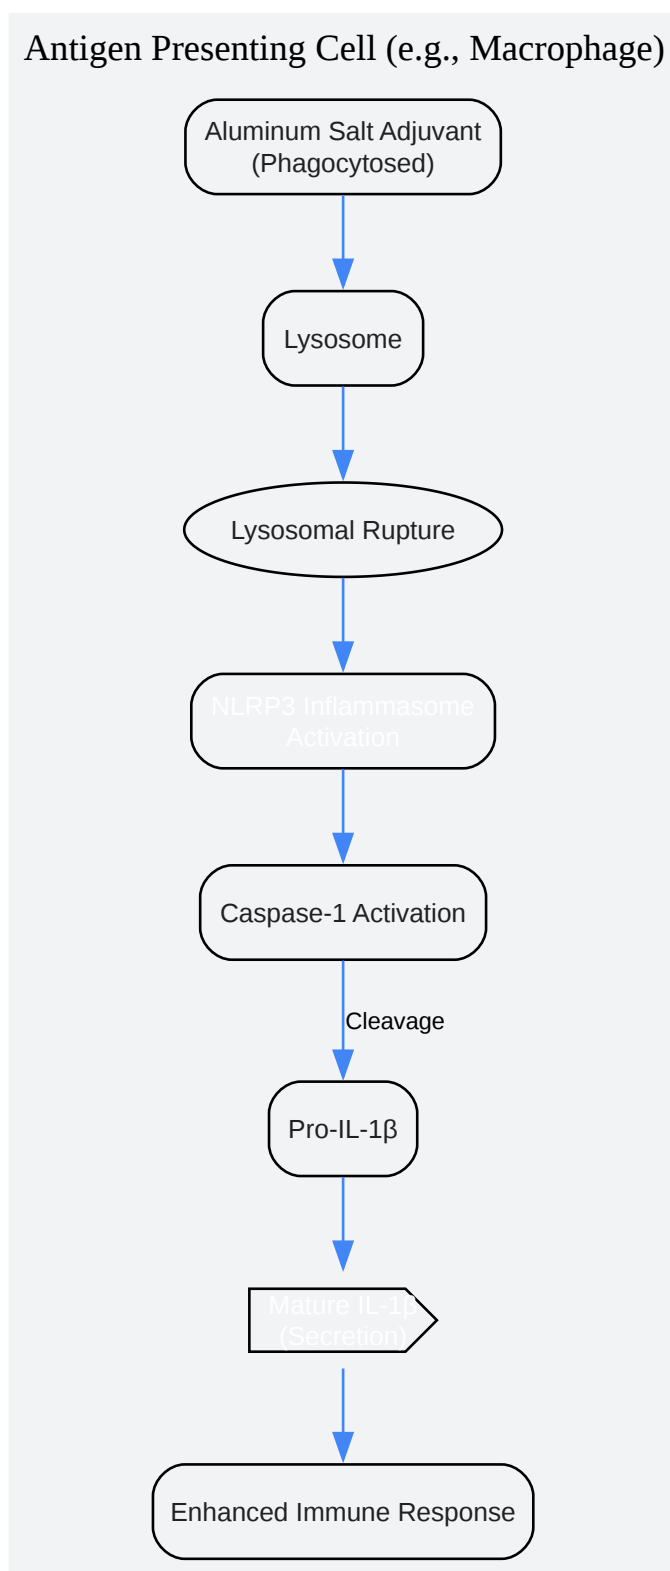 Antigen Presenting Cell (e.g., Macrophage)
Aluminum Salt Adjuvant
(Phagocytosed)
Lysosome
Lysosomal Rupture
NLRP3 Inflammasome
Activation
Caspase-1 Activation
Cleavage
Pro-IL-1β
Mature IL-1β
(Secretion)
Enhanced Immune Response